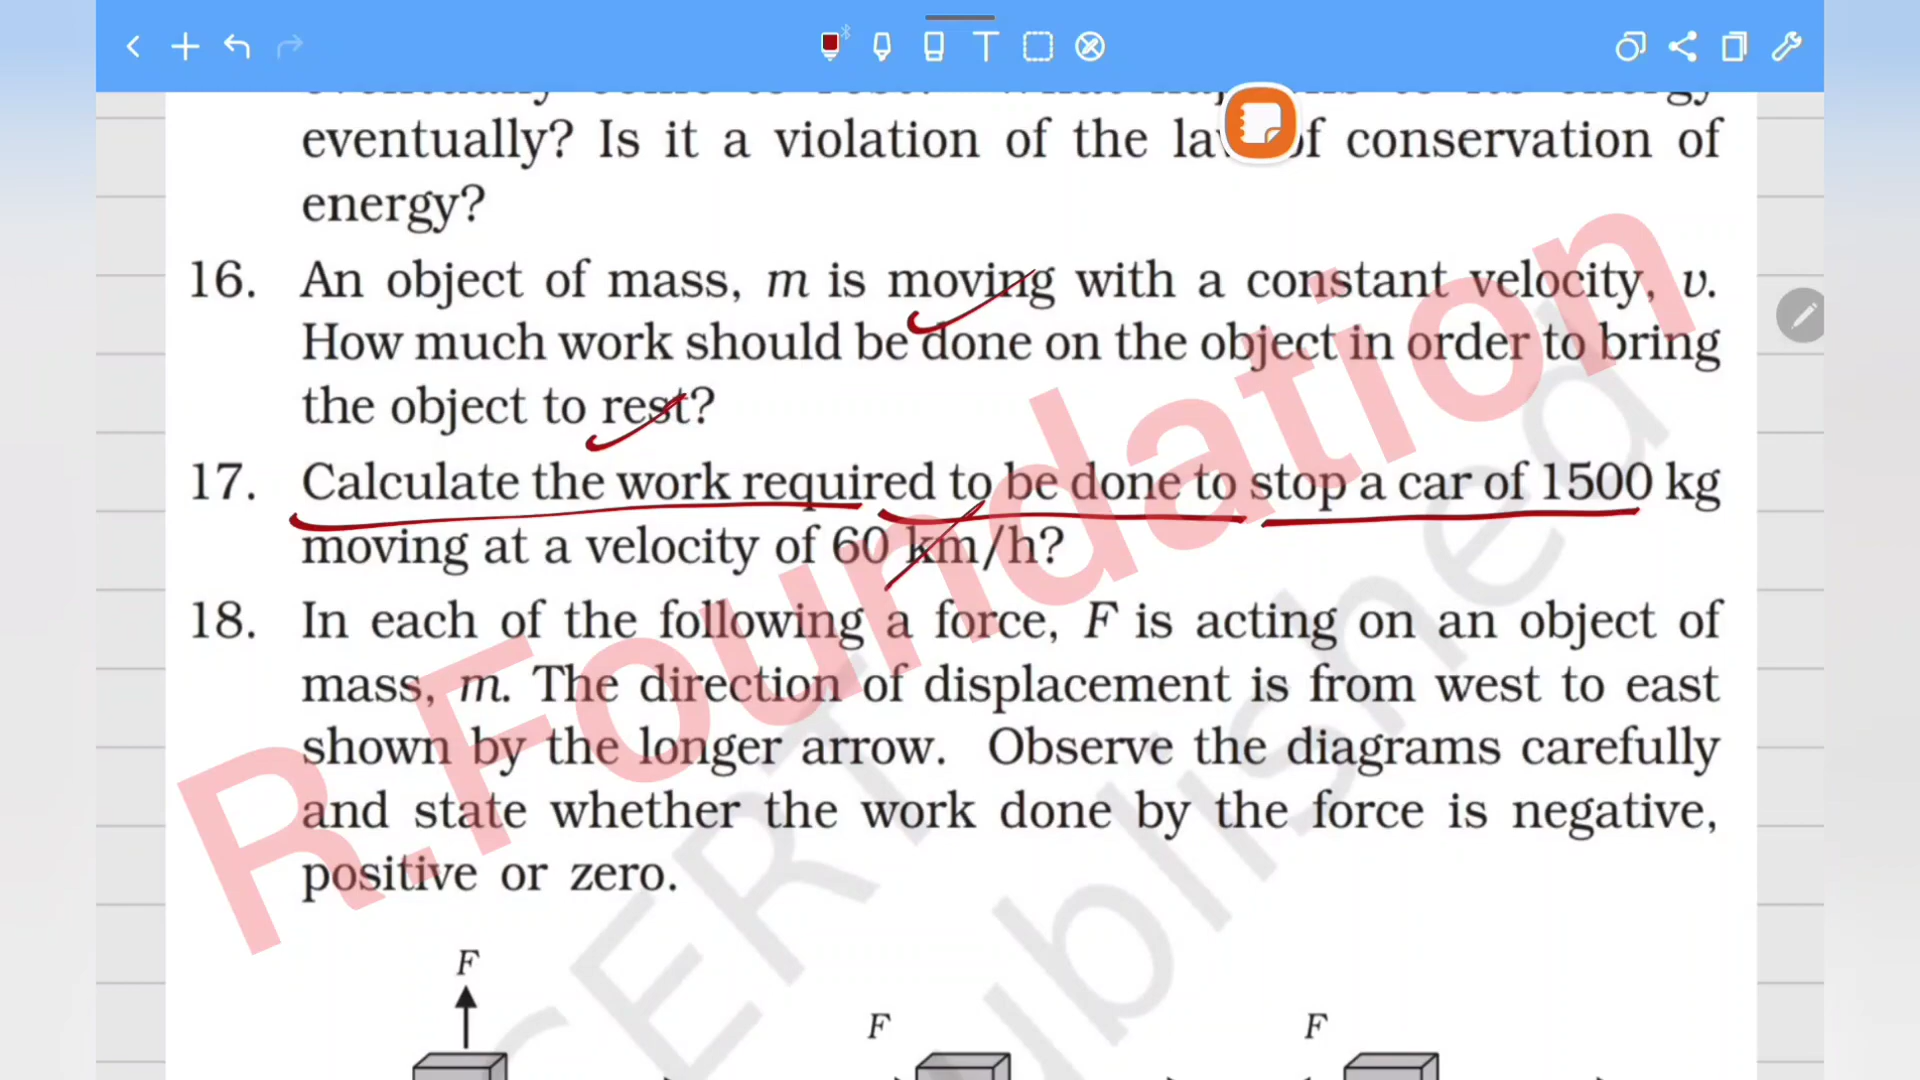 eventually? Is it a violation of the law of conservation of
energy?
16. An object of mass, m is moving with a constant velocity, v.
How much work should be done on the object in order to bring
the object to rest?
17. Calculate the work required to be done to stop a car of 1500 kg
moving at a velocity of 60 km/h?
18. In each of the following a force, F is acting on an object of
mass, m. The direction of displacement is from west to east
shown by the longer arrow. Observe the diagrams carefully
and state whether the work done by the force is negative,
positive or zero.
F
F
F
R.Foundation